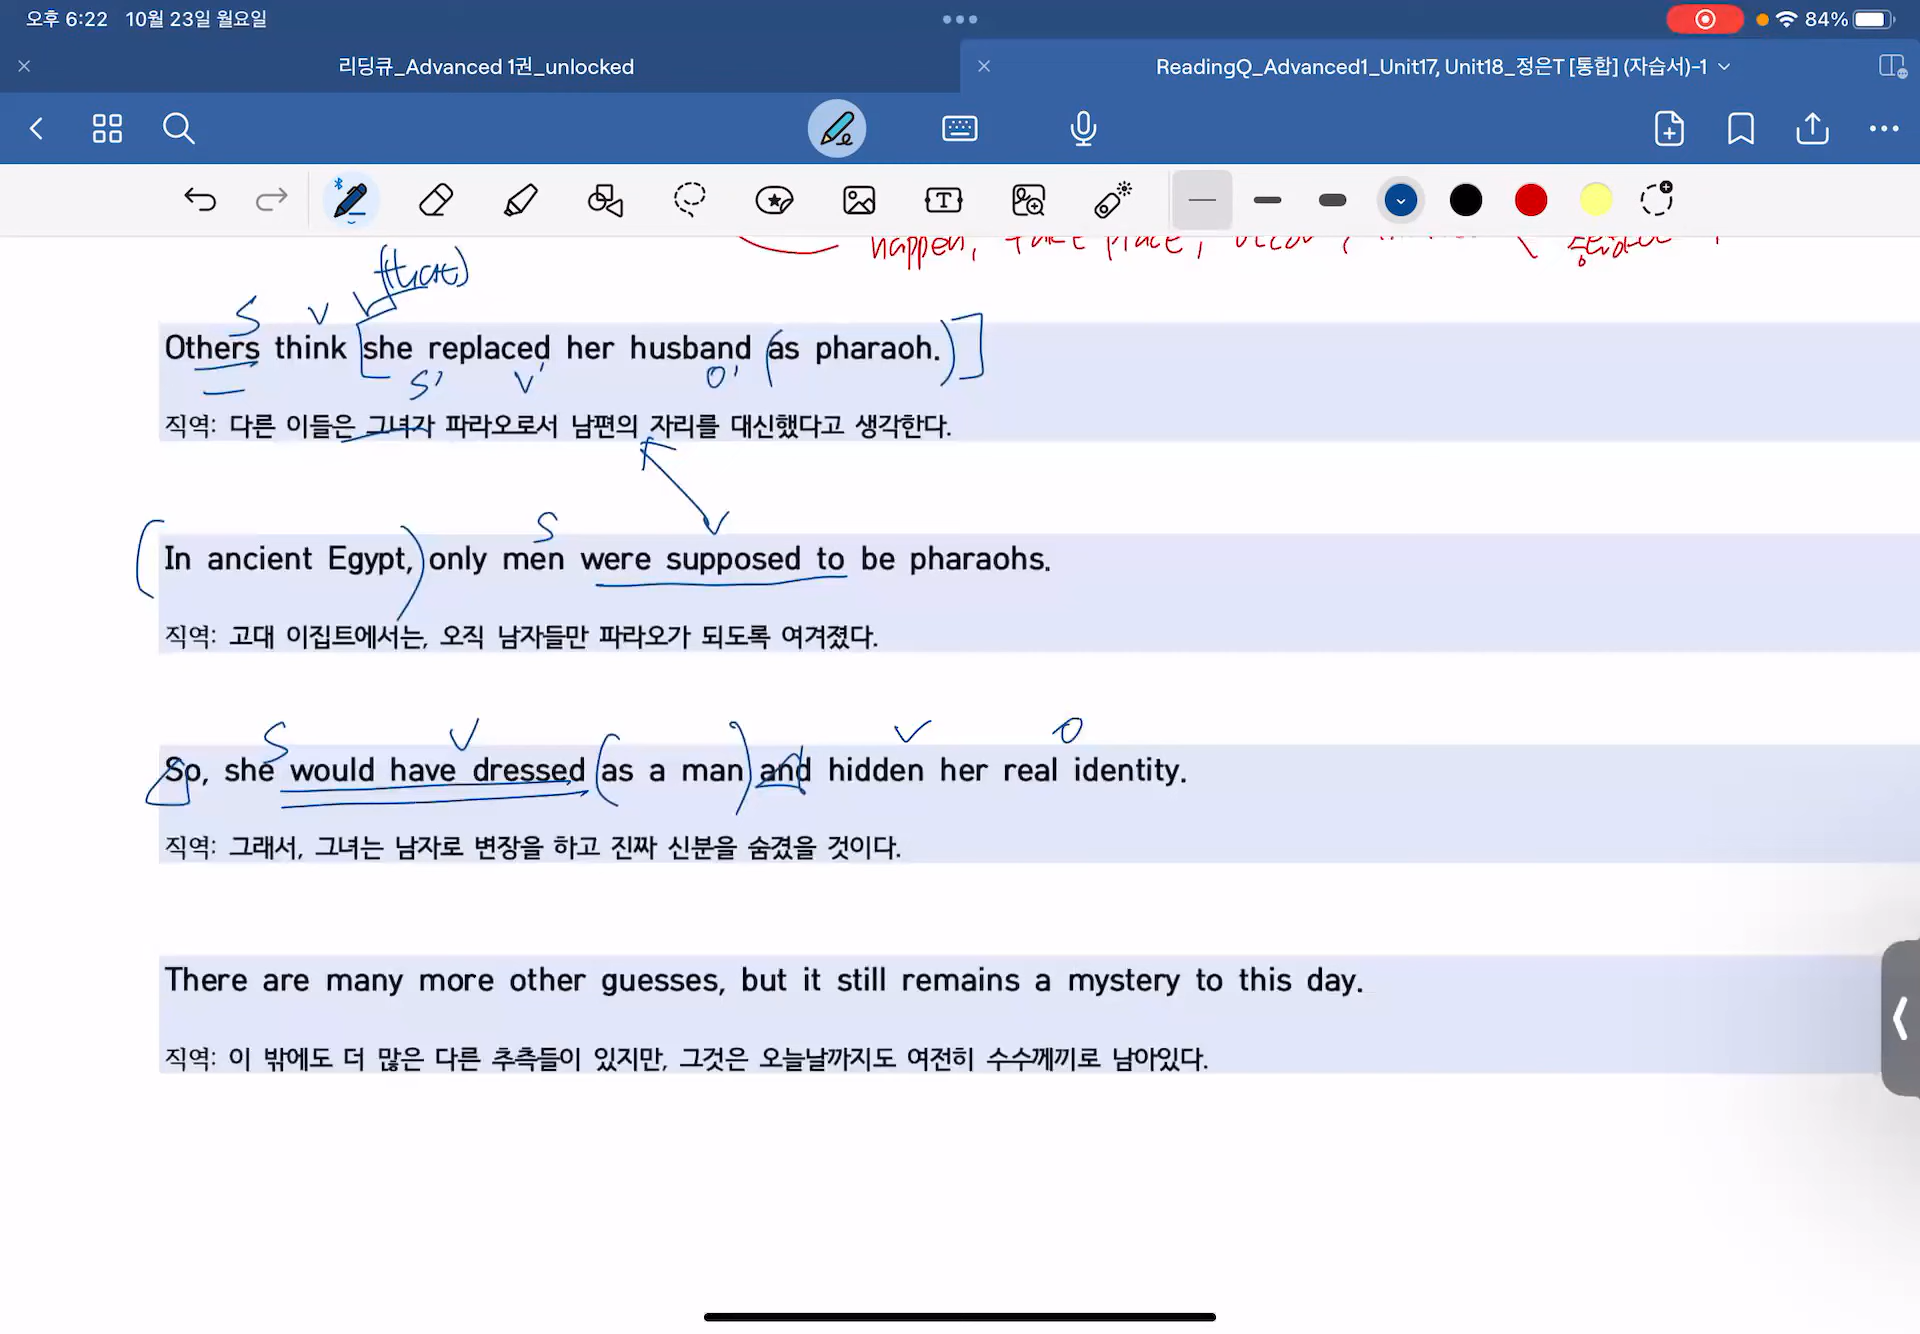 오후 6:22 10월 23일 월요일
84%
리딩큐_Advanced 1권_unlocked
ReadingQ_Advanced1_Unit17, Unit18_정은T [통합] (자습서)-1
happen, take place, occur,
(that)
S V
Others think [she replaced her husband (as pharaoh.)]
S' V' O'
직역: 다른 이들은 그녀가 파라오로서 남편의 자리를 대신했다고 생각한다.
S V
(In ancient Egypt,) only men were supposed to be pharaohs.
직역: 고대 이집트에서는, 오직 남자들만 파라오가 되도록 여겨졌다.
S V V O
So, she would have dressed (as a man) and hidden her real identity.
직역: 그래서, 그녀는 남자로 변장을 하고 진짜 신분을 숨겼을 것이다.
There are many more other guesses, but it still remains a mystery to this day.
직역: 이 밖에도 더 많은 다른 추측들이 있지만, 그것은 오늘날까지도 여전히 수수께끼로 남아있다.